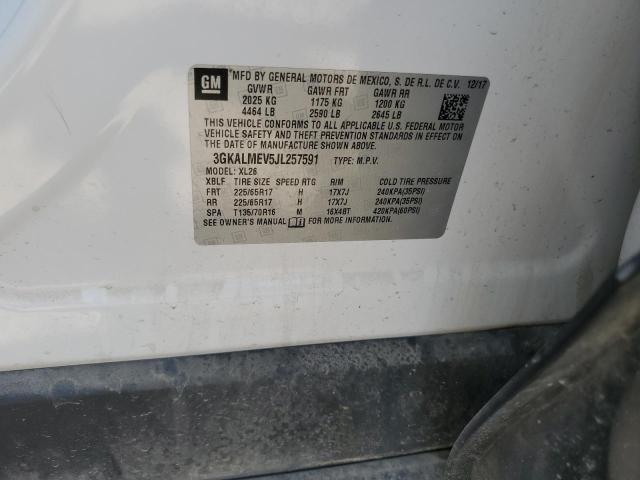 GM
MFD BY GENERAL MOTORS DE MEXICO, S. DE R.L. DE C.V. 12/17
GVWR GAWR FRT GAWR RR
2025 KG 1175 KG 1200 KG
4464 LB 2590 LB 2645 LB
THIS VEHICLE CONFORMS TO ALL APPLICABLE U.S. FEDERAL MOTOR
VEHICLE SAFETY AND THEFT PREVENTION STANDARDS IN EFFECT ON
THE DATE OF MANUFACTURE SHOWN ABOVE.
3GKALMEV5JL257591 TYPE: M.P.V.
MODEL: XL26
XBLF TIRE SIZE SPEED RTG RIM COLD TIRE PRESSURE
FRT 225/65R17 H 17X7J 240KPA(35PSI)
RR 225/65R17 H 17X7J 240KPA(35PSI)
SPA T135/70R16 M 16X4BT 420KPA(60PSI)
SEE OWNER'S MANUAL FOR MORE INFORMATION.